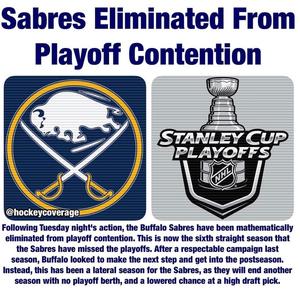 Sabres Eliminated From
Playoff Contention
STANLEY CUP
PLAYOFFS
NHL
@hockeycoverage
Following Tuesday night's action, the Buffalo Sabres have been mathematically
eliminated from playoff contention. This is now the sixth straight season that
the Sabres have missed the playoffs. After a respectable campaign last
season, Buffalo looked to make the next step and get into the postseason.
Instead, this has been a lateral season for the Sabres, as they will end another
season with no playoff berth, and a lowered chance at a high draft pick.